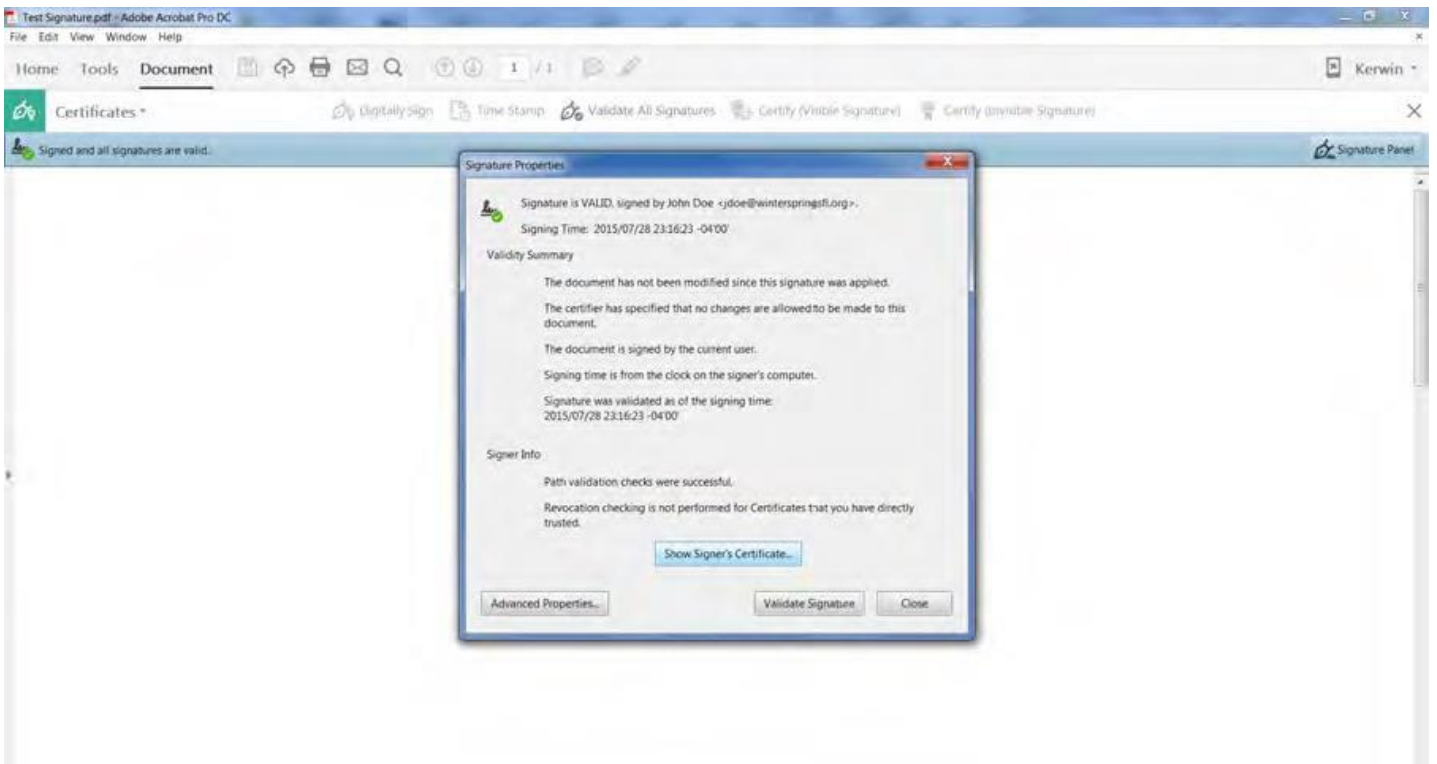 Test Signature.pdf - Adobe Acrobat Pro DC
File Edit View Window Help
Home Tools Document 1 / 1 Kerwin
Certificates Digitally Sign Time Stamp Validate All Signatures Certify (Visible Signature) Certify (Invisible Signature)
Signed and all signatures are valid. Signature Panel
Signature Properties
Signature is VALID, signed by John Doe <jdoe@winterspringsfl.org>.
Signing Time: 2015/07/28 23:16:23 -04'00'
Validity Summary
The document has not been modified since this signature was applied.
The certifier has specified that no changes are allowed to be made to this
document.
The document is signed by the current user.
Signing time is from the clock on the signer's computer.
Signature was validated as of the signing time:
2015/07/28 23:16:23 -04'00'
Signer Info
Path validation checks were successful.
Revocation checking is not performed for Certificates that you have directly
trusted.
Show Signer's Certificate...
Advanced Properties... Validate Signature Close